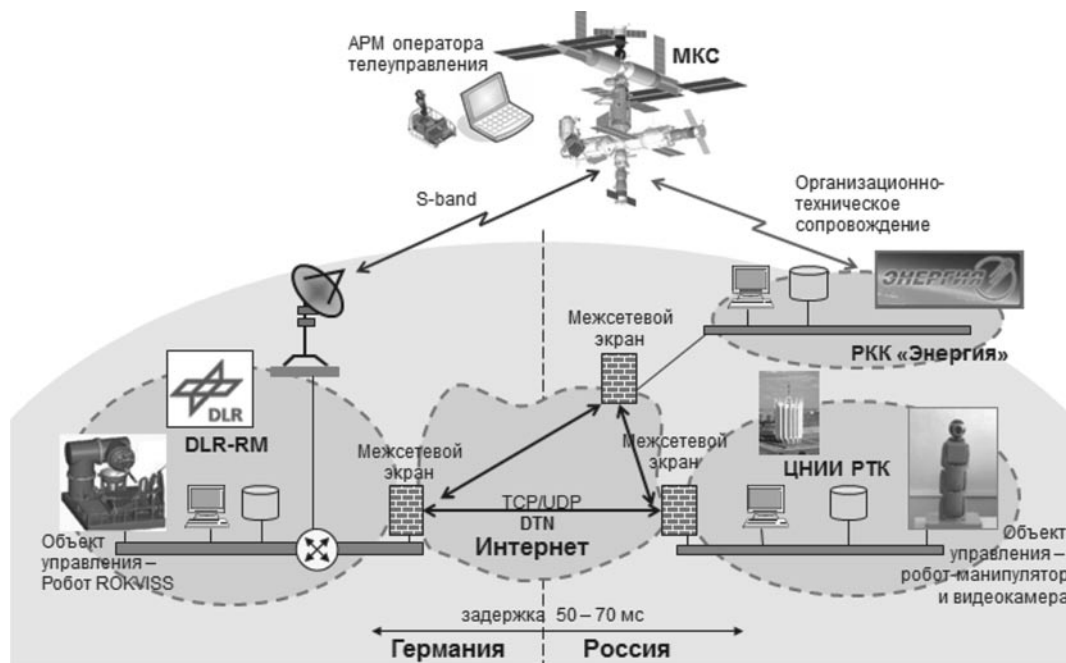 АРМ оператора
телеуправления
МКС
S-band
Организационно-
техническое
сопровождение
ЭНЕРГИЯ
Межсетевой
экран
РКК «Энергия»
DLR
DLR-RM
Межсетевой
экран
Межсетевой
экран
ЦНИИ РТК
TCP/UDP
DTN
Интернет
Объект
управления –
Робот ROKVISS
Объект
управления –
робот-манипулятор
и видеокамера
задержка 50 – 70 мс
Германия
Россия